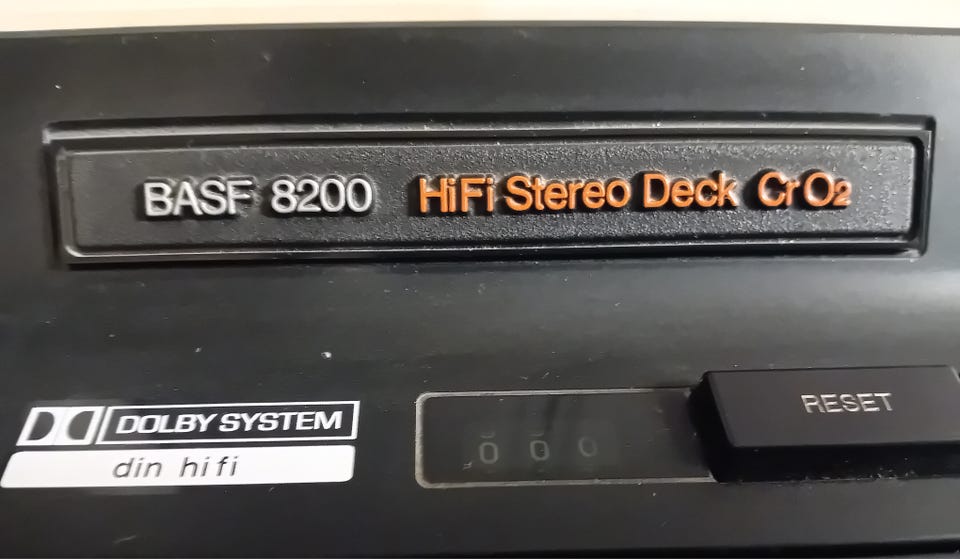 BASF 8200 HiFi Stereo Deck CrO2
RESET
DOLBY SYSTEM
din hifi
000